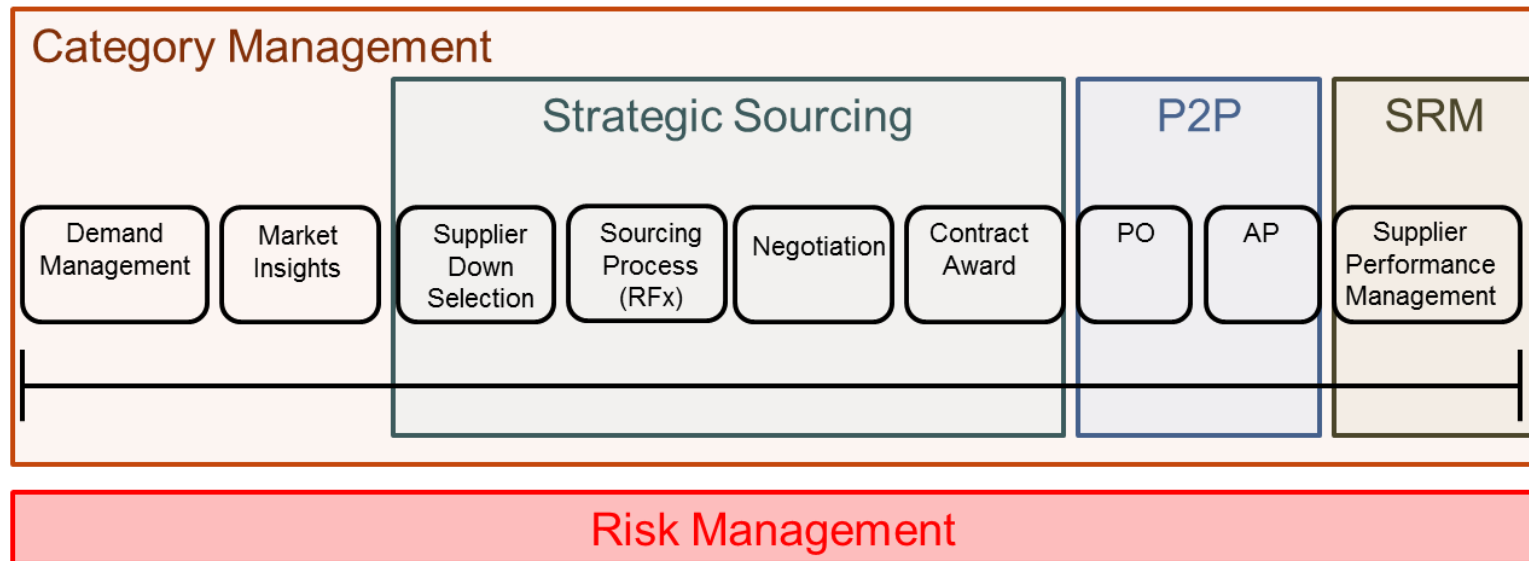 Category Management
Strategic Sourcing
P2P
SRM
Demand
Management
Market
Insights
Supplier
Down
Selection
Sourcing
Process
(RFx)
Negotiation
Contract
Award
PO
AP
Supplier
Performance
Management
Risk Management